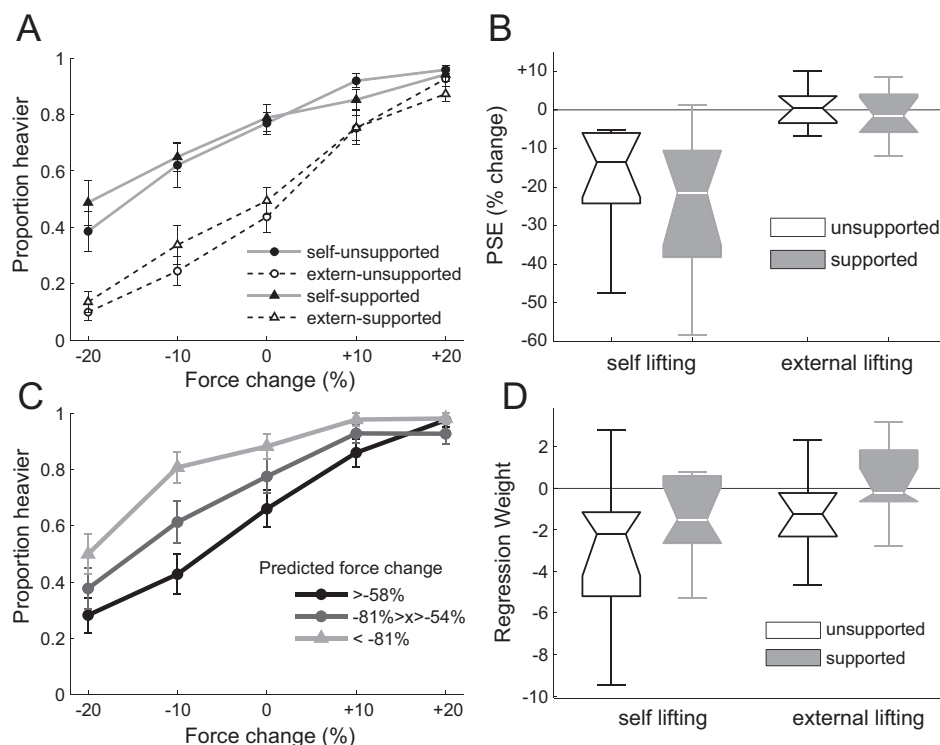 A
Proportion heavier
1
0.8
0.6
0.4
0.2
0
-20
-10
0
+10
+20
Force change (%)
self-unsupported
extern-unsupported
self-supported
extern-supported
B
PSE (% change)
+10
0
-10
-20
-30
-40
-50
-60
unsupported
supported
self lifting
external lifting
C
Proportion heavier
1
0.8
0.6
0.4
0.2
0
-20
-10
0
+10
+20
Force change (%)
Predicted force change
>-58%
-81%>x>-54%
< -81%
D
Regression Weight
2
0
-2
-4
-6
-8
-10
unsupported
supported
self lifting
external lifting